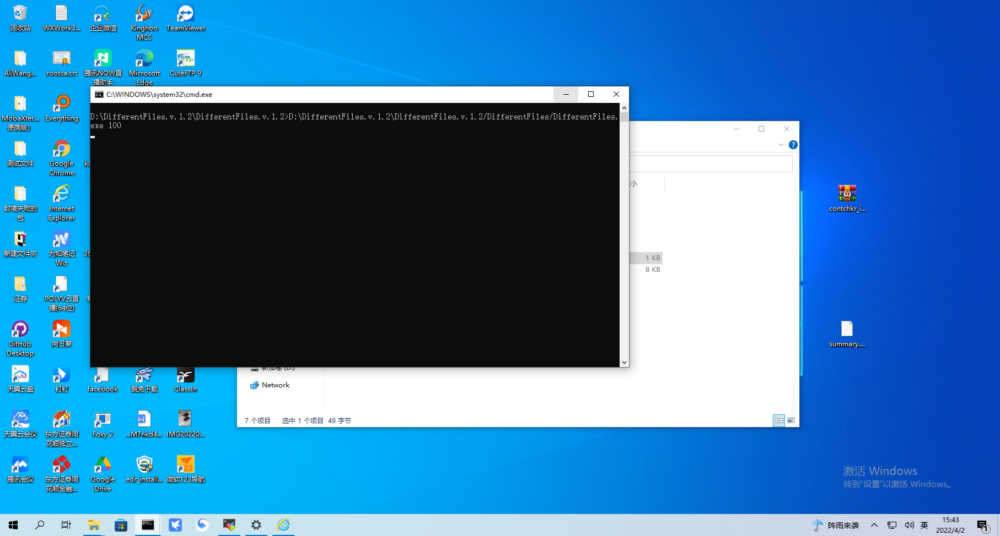 回收站
WXWork3...
企业微信
Kinghoo
MCS
TeamViewer
AliWang...
rootca.crt
腾讯NOW直
播助手
Microsoft
Edge
CuteFTP 9
MobaXter...
便携版)
Everything
测试文件
Google
Chrome
封堵失败的
包
Internet
Explorer
新建文件夹
为知笔记
Wiz
36
证券
POLYV云直
播(64位)
GitHub
Desktop
向日葵
天翼云盘
钉钉
facebook
脱兔下载
ClassIn
天翼云会议
东方证券同
花顺独立...
Foxy 2
...M7nkd4...
IMG20220...
腾讯会议
东方证券同
花顺金融...
Google
Drive
edr_install...
微软123导航
C:\WINDOWS\system32\cmd.exe
D:\DifferentFiles.v.1.2\DifferentFiles.v.1.2>D:\DifferentFiles.v.1.2\DifferentFiles.v.1.2/DifferentFiles/DifferentFiles.
exe 100
1 KB
8 KB
新加卷 (D:)
Network
7 个项目
选中 1 个项目 49 字节
contchkr_i...
summary....
激活 Windows
转到"设置"以激活 Windows。
阵雨来袭
英
15:43
2022/4/2
1